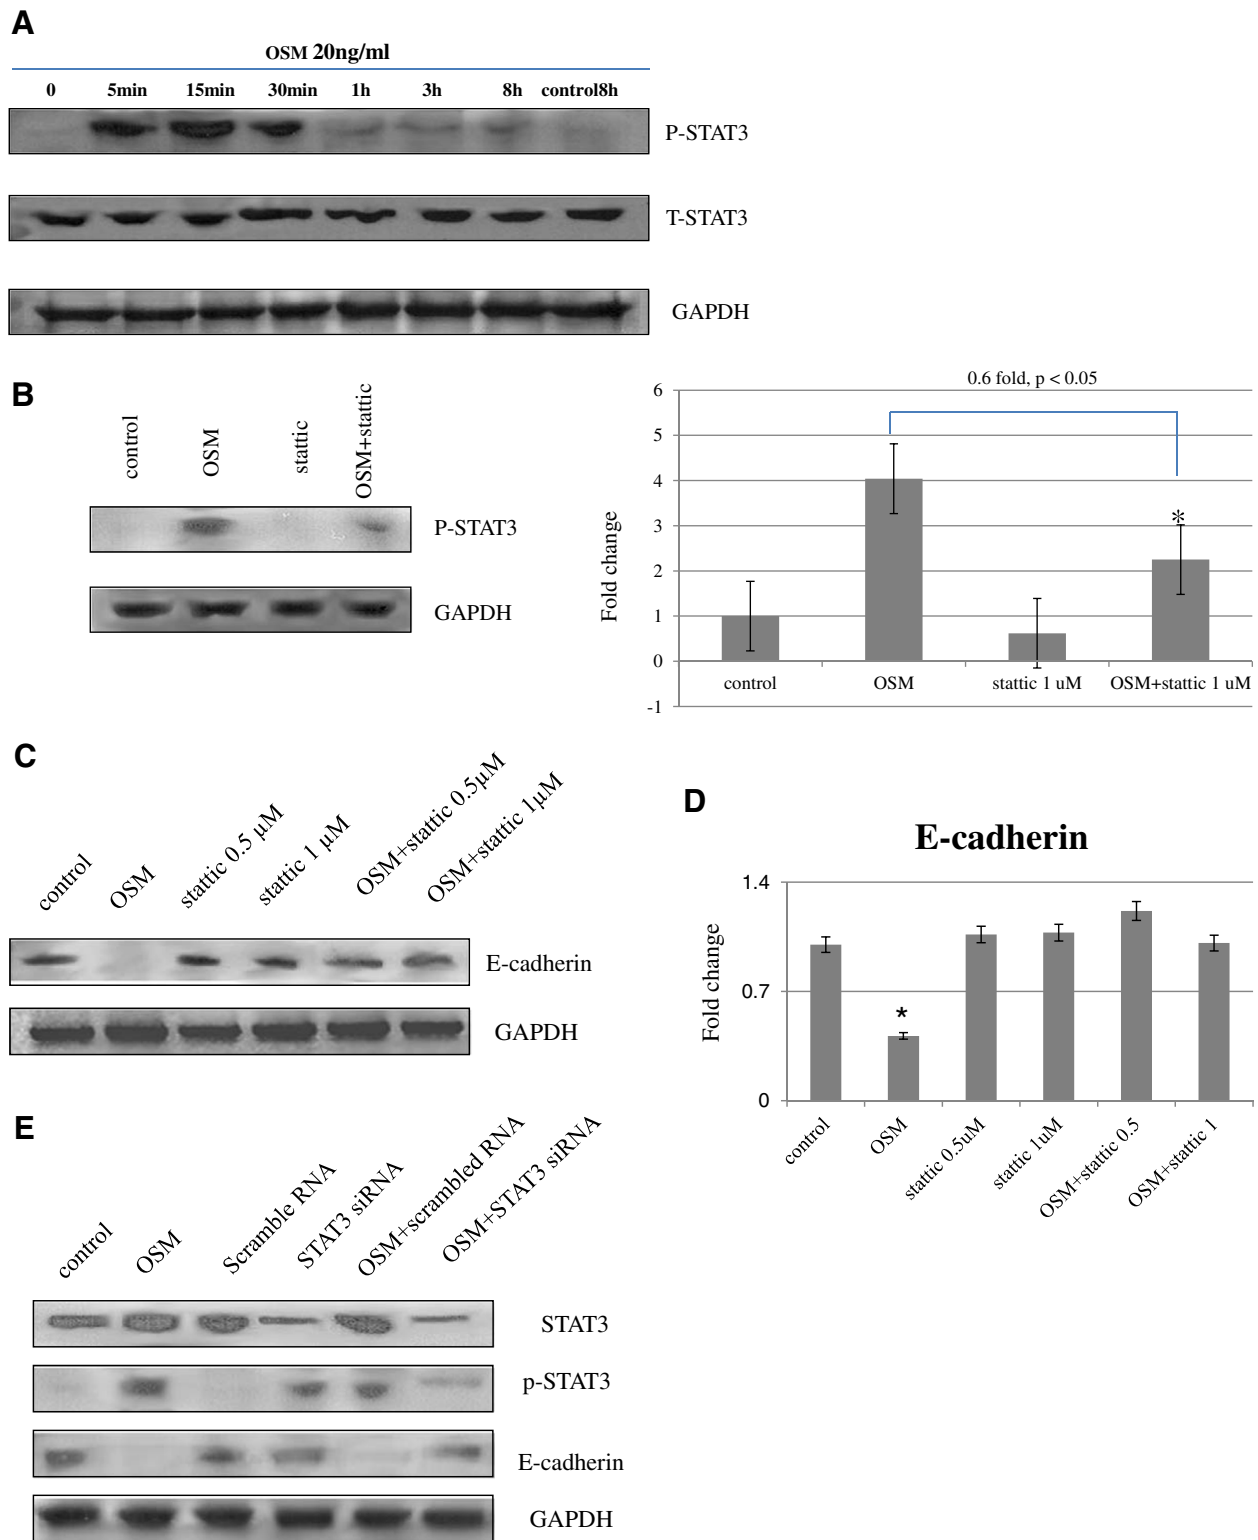 A
OSM 20ng/ml
0 5min 15min 30min 1h 3h 8h control8h
P-STAT3
T-STAT3
GAPDH
B
control OSM stattic OSM+stattic
P-STAT3
GAPDH
0.6 fold, p < 0.05
Fold change
6
5
4
3
2
1
0
-1
*
control OSM stattic 1 uM OSM+stattic 1 uM
C
control OSM stattic 0.5 μM stattic 1 μM OSM+stattic 0.5μM OSM+stattic 1μM
E-cadherin
GAPDH
D
E-cadherin
Fold change
1.4
0.7
0
*
control OSM stattic 0.5uM stattic 1uM OSM+stattic 0.5 OSM+stattic 1
E
control OSM Scramble RNA STAT3 siRNA OSM+scrambled RNA OSM+STAT3 siRNA
STAT3
p-STAT3
E-cadherin
GAPDH